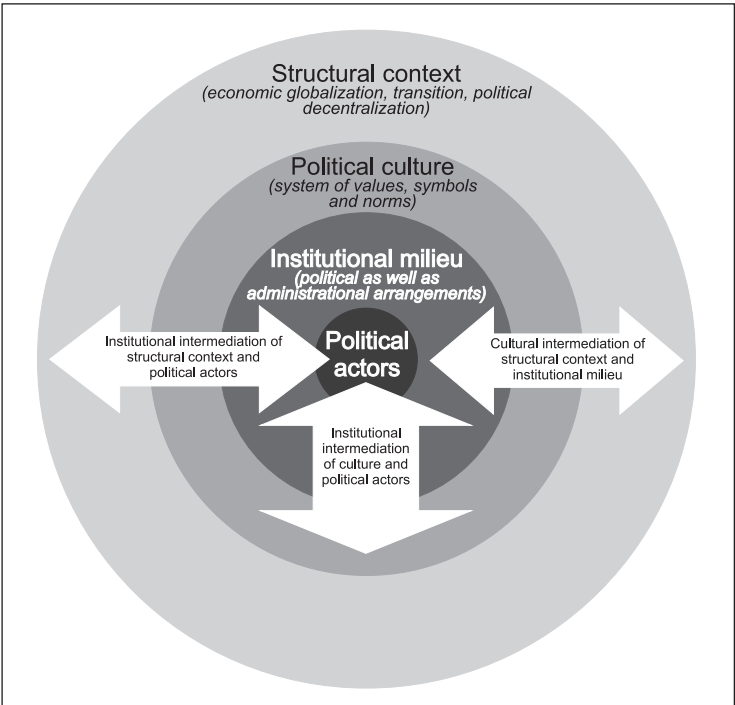 Structural context
(economic globalization, transition, political
decentralization)
Political culture
(system of values, symbols
and norms)
Institutional milieu
(political as well as
administrational arrangements)
Political
actors
Institutional intermediation of
structural context and
political actors
Cultural intermediation of
structural context and
institutional milieu
Institutional
intermediation
of culture and
political actors